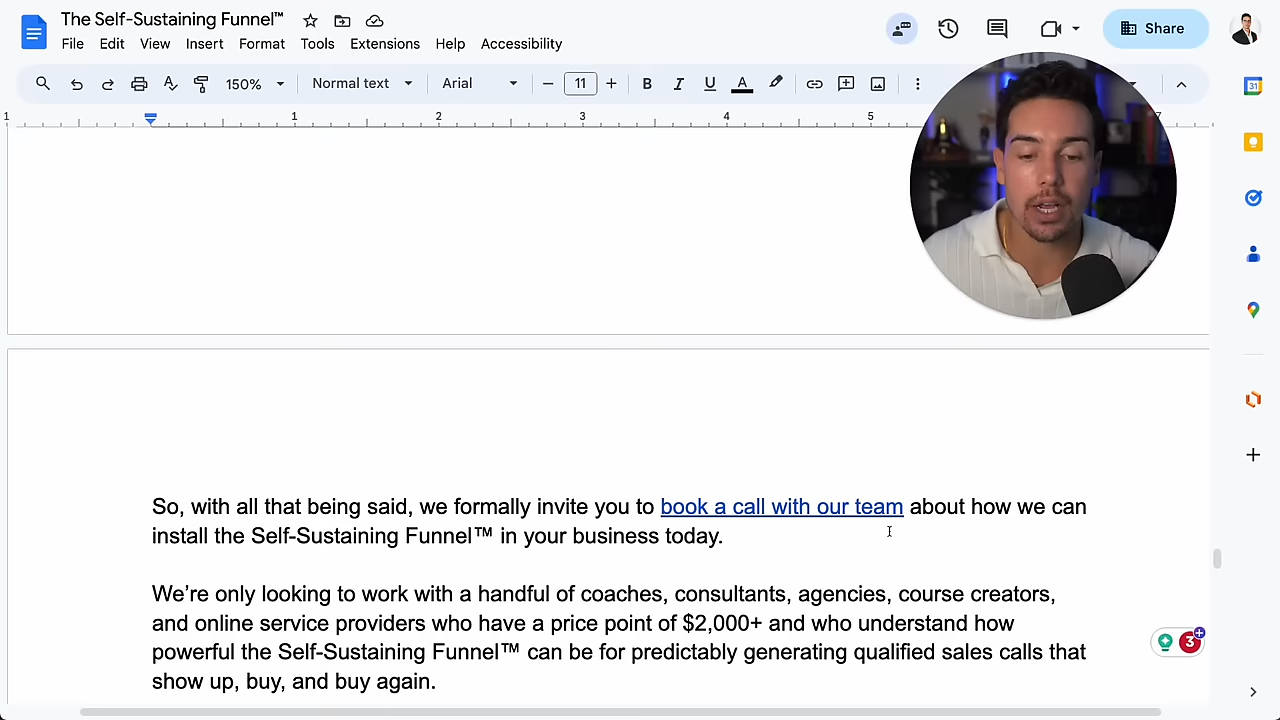 The Self-Sustaining Funnel™
File Edit View Insert Format Tools Extensions Help Accessibility
Share
150% Normal text Arial 11 B I U A
1 1 2 3 4 5 7
31
So, with all that being said, we formally invite you to book a call with our team about how we can
install the Self-Sustaining Funnel™ in your business today.
We’re only looking to work with a handful of coaches, consultants, agencies, course creators,
and online service providers who have a price point of $2,000+ and who understand how
powerful the Self-Sustaining Funnel™ can be for predictably generating qualified sales calls that
show up, buy, and buy again.
3